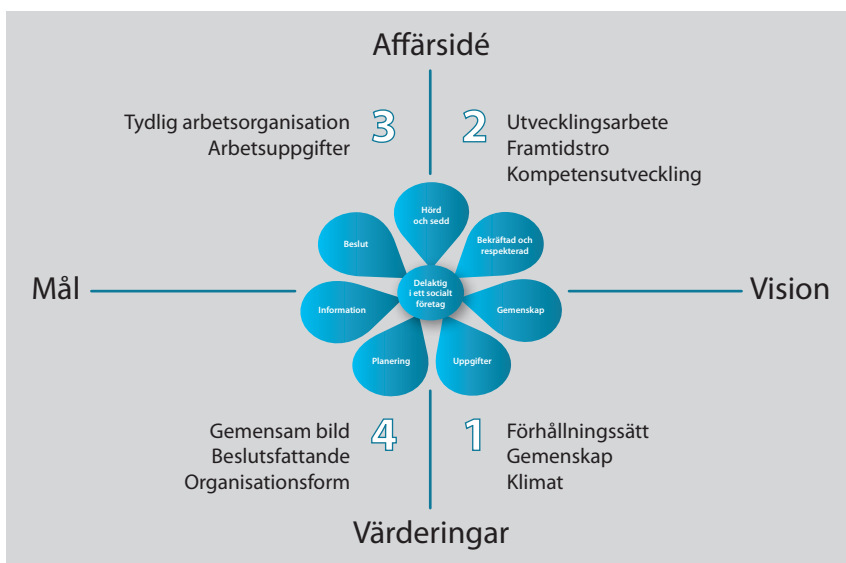 Affärsidé
Tydlig arbetsorganisation
Arbetsuppgifter
3
2
Utvecklingsarbete
Framtidstro
Kompetensutveckling
Hörd
och sedd
Beslut
Bekräftad och
respekterad
Mål
Delaktig
i ett socialt
företag
Vision
Information
Gemenskap
Planering
Uppgifter
Gemensam bild
Beslutsfattande
Organisationsform
4
1
Förhållningssätt
Gemenskap
Klimat
Värderingar